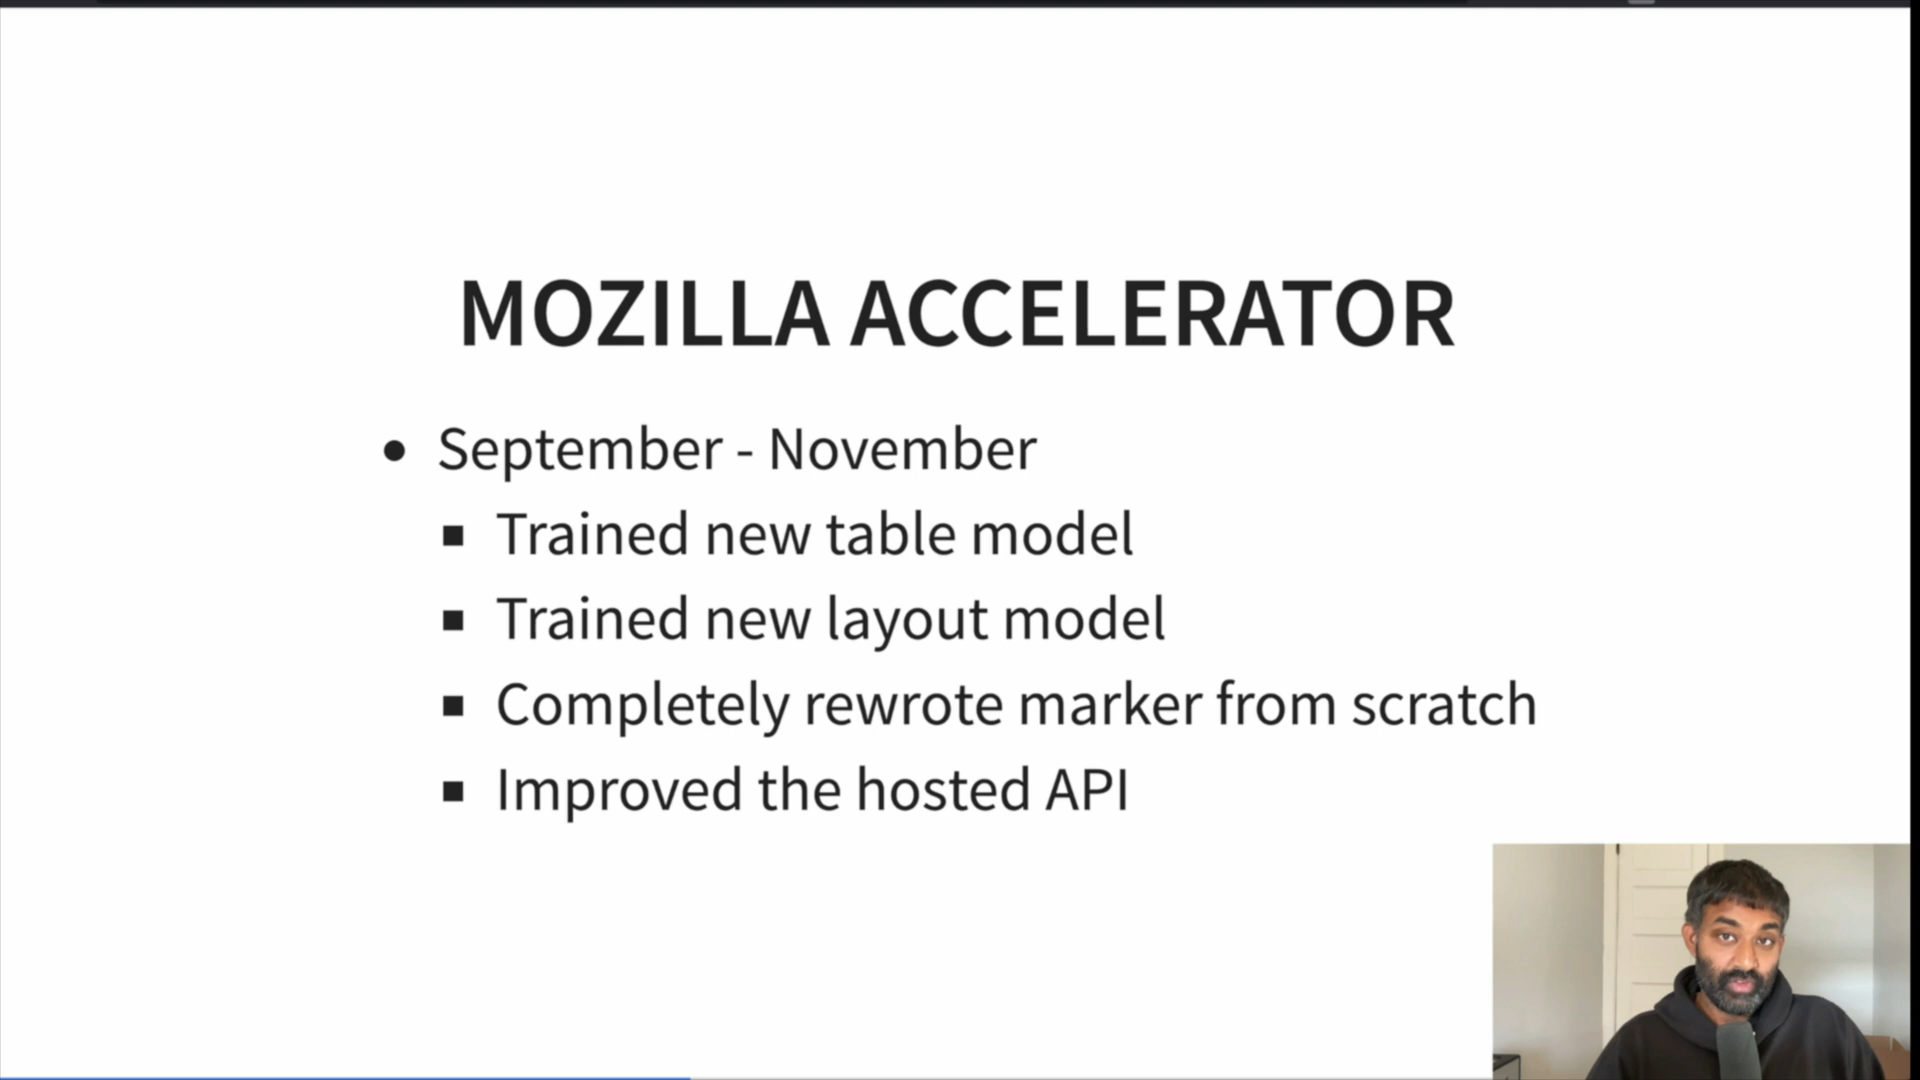 MOZILLA ACCELERATOR
September - November
Trained new table model
Trained new layout model
Completely rewrote marker from scratch
Improved the hosted API